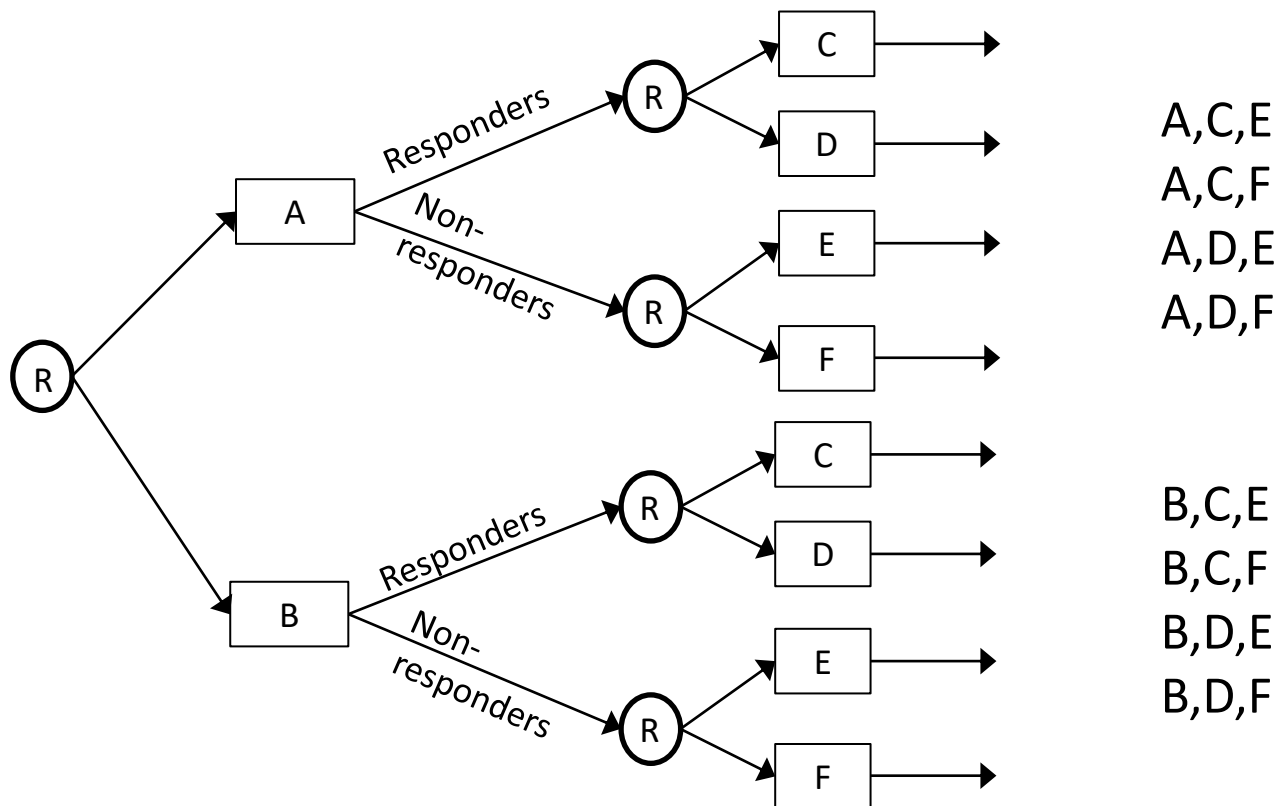 R
A
Responders
Non-
responders
R
C
D
R
E
F
A,C,E
A,C,F
A,D,E
A,D,F
B
Responders
Non-
responders
R
C
D
R
E
F
B,C,E
B,C,F
B,D,E
B,D,F